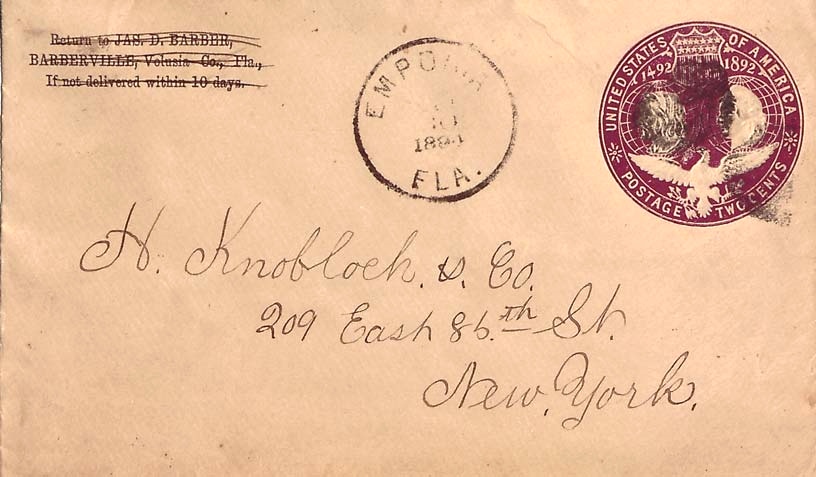 Return to JAS. D. BARBER,
BARBERVILLE, Volusia Co., Fla.,
If not delivered within 10 days.
EMPORIA
10
1894
FLA.
UNITED STATES OF AMERICA
1492 1892
POSTAGE TWO CENTS
H. Knobloch. & Co.
209 East 86.th St.
New. York.